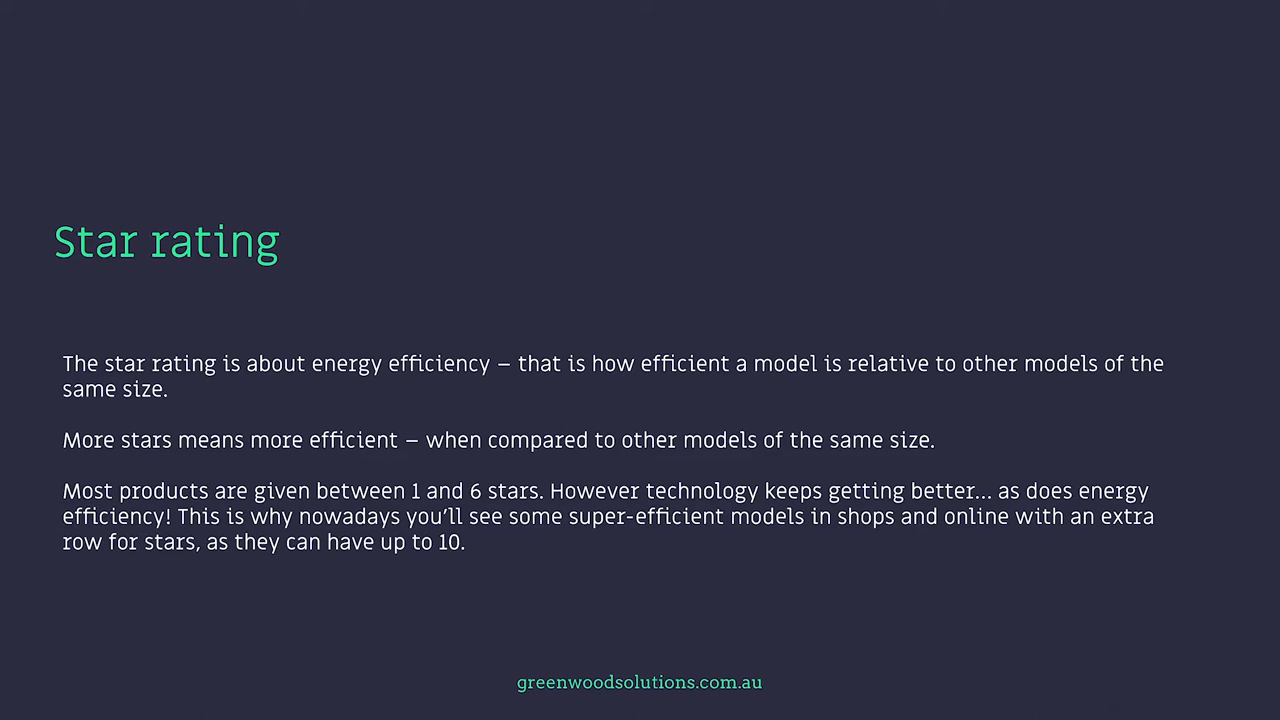 Star rating
The star rating is about energy efficiency – that is how efficient a model is relative to other models of the
same size.
More stars means more efficient – when compared to other models of the same size.
Most products are given between 1 and 6 stars. However technology keeps getting better... as does energy
efficiency! This is why nowadays you'll see some super-efficient models in shops and online with an extra
row for stars, as they can have up to 10.
greenwoodsolutions.com.au